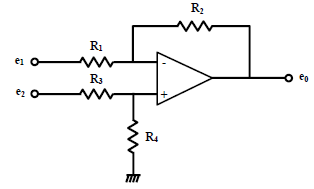 R₂
R₁
e₁
-
e₀
R₃
e₂
+
R₄